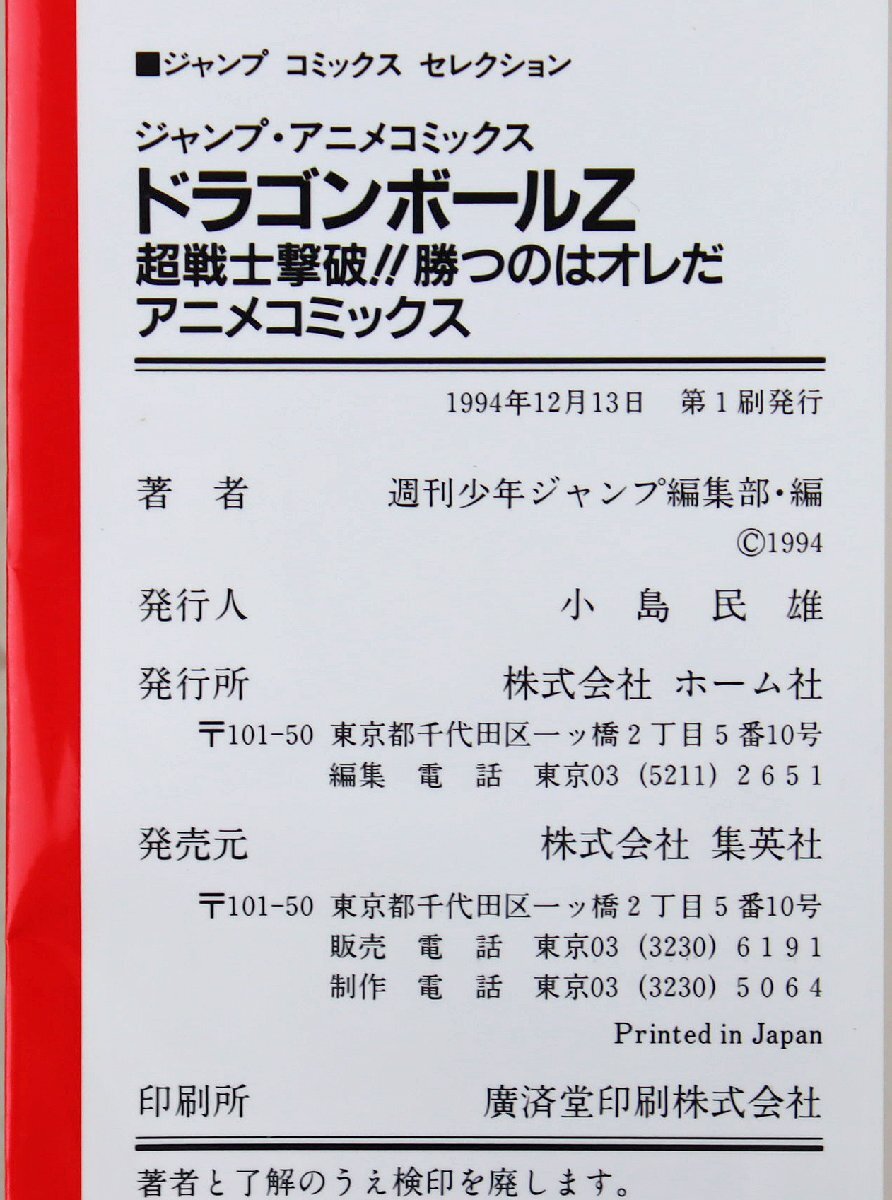 ■ジャンプ コミックス セレクション
ジャンプ・アニメコミックス
ドラゴンボールZ
超戦士撃破!!勝つのはオレだ
アニメコミックス
1994年12月13日 第1刷発行
著 者 週刊少年ジャンプ編集部・編
©1994
発行人 小島民雄
発行所 株式会社 ホーム社
〒101-50 東京都千代田区一ッ橋2丁目5番10号
編集 電 話 東京03 (5211) 2651
発売元 株式会社 集英社
〒101-50 東京都千代田区一ッ橋2丁目5番10号
販売 電 話 東京03 (3230) 6191
制作 電 話 東京03 (3230) 5064
Printed in Japan
印刷所 廣済堂印刷株式会社
著者と了解のうえ検印を廃します。